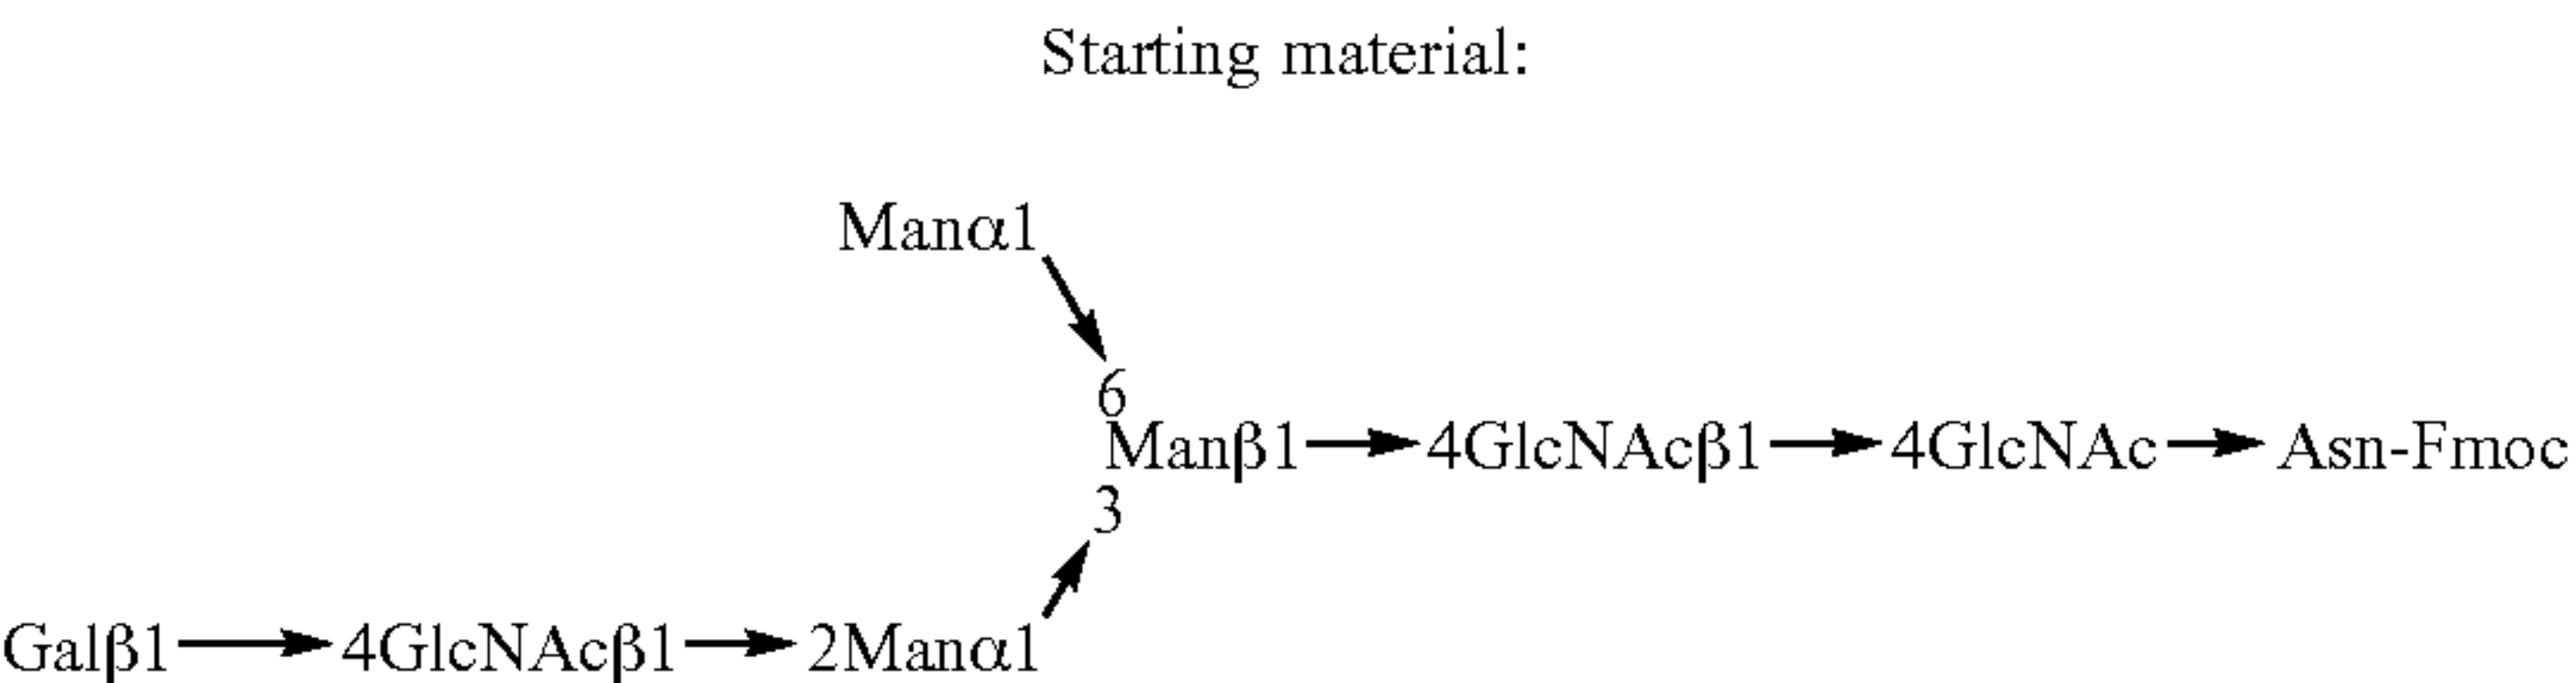 Starting material:
Manα1
6
Manβ1 → 4GlcNAcβ1 → 4GlcNAc → Asn-Fmoc
3
Galβ1 → 4GlcNAcβ1 → 2Manα1